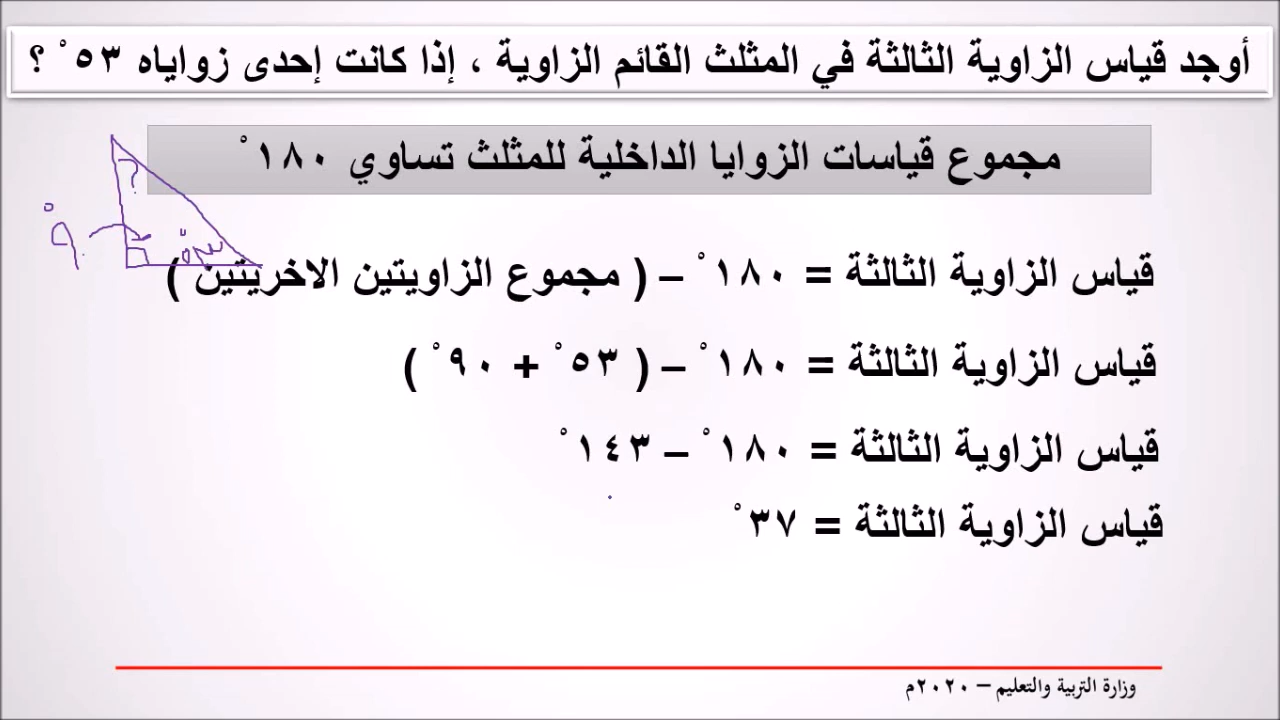 أوجد قياس الزاوية الثالثة في المثلث القائم الزاوية ، إذا كانت إحدى زواياه ٥٣ ْ ؟
مجموع قياسات الزوايا الداخلية للمثلث تساوي ١٨٠ ْ
؟
٩٠ ْ
٥٣ ْ
قياس الزاوية الثالثة = ١٨٠ ْ – ( مجموع الزاويتين الاخريتين )
قياس الزاوية الثالثة = ١٨٠ ْ – ( ٥٣ ْ + ٩٠ ْ )
قياس الزاوية الثالثة = ١٨٠ ْ – ١٤٣ ْ
قياس الزاوية الثالثة = ٣٧ ْ
وزارة التربية والتعليم – ٢٠٢٠م